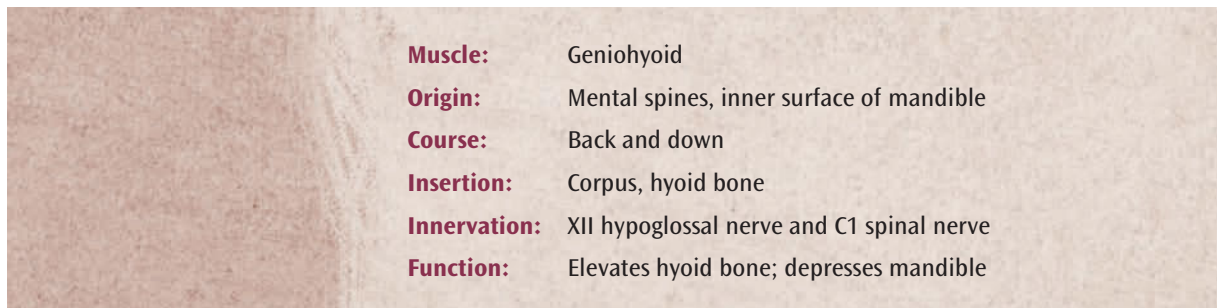 Muscle: Geniohyoid
Origin: Mental spines, inner surface of mandible
Course: Back and down
Insertion: Corpus, hyoid bone
Innervation: XII hypoglossal nerve and C1 spinal nerve
Function: Elevates hyoid bone; depresses mandible